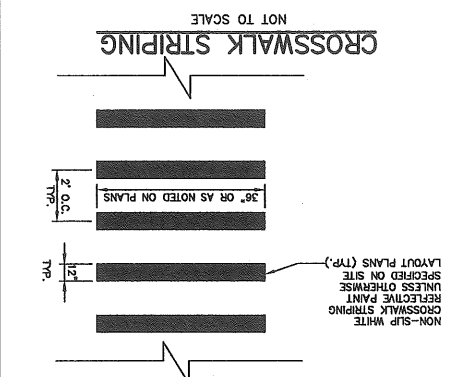 NON-SLIP WHITE
CROSSWALK STRIPING
REFLECTIVE PAINT
UNLESS OTHERWISE
SPECIFIED ON SITE
LAYOUT PLANS (TYP.)
12"
TYP.
36" OR AS NOTED ON PLANS
2' O.C.
TYP.
CROSSWALK STRIPING
NOT TO SCALE